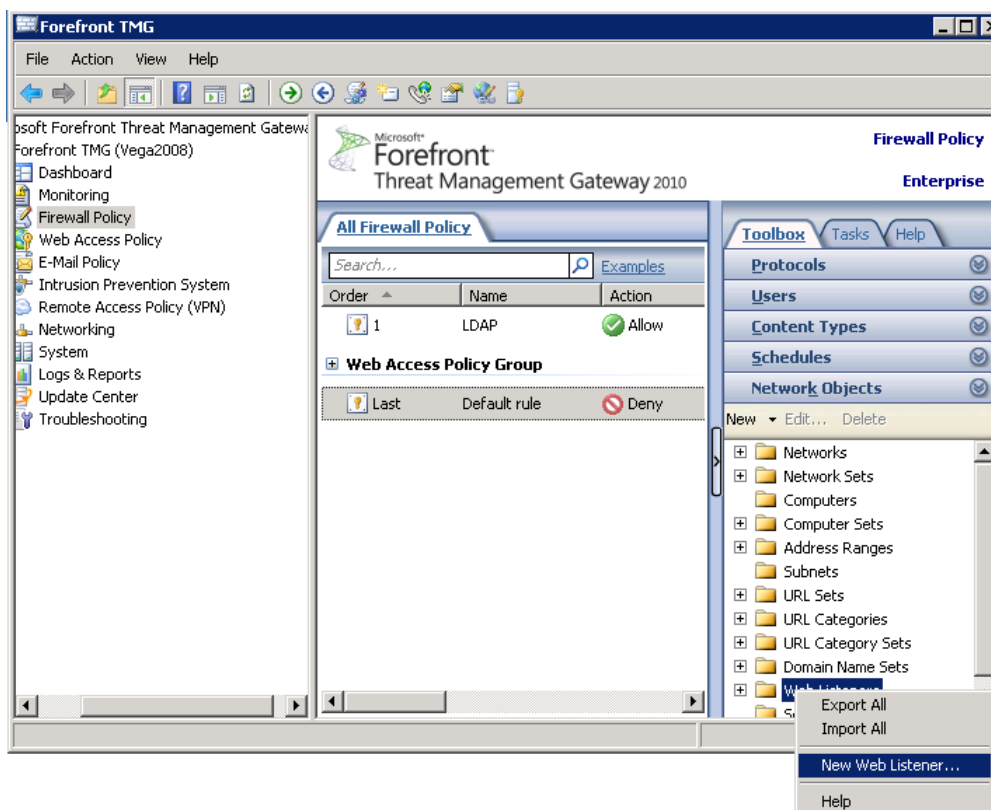 Forefront TMG
File Action View Help
osoft Forefront Threat Management Gatewa
Forefront TMG (Vega2008)
Dashboard
Monitoring
Firewall Policy
Web Access Policy
E-Mail Policy
Intrusion Prevention System
Remote Access Policy (VPN)
Networking
System
Logs & Reports
Update Center
Troubleshooting
Microsoft
Forefront
Threat Management Gateway 2010
Firewall Policy
Enterprise
All Firewall Policy
Search...
Examples
Order Name Action
1 LDAP Allow
Web Access Policy Group
Last Default rule Deny
Toolbox Tasks Help
Protocols
Users
Content Types
Schedules
Network Objects
New Edit... Delete
Networks
Network Sets
Computers
Computer Sets
Address Ranges
Subnets
URL Sets
URL Categories
URL Category Sets
Domain Name Sets
Web Listeners
Export All
Import All
New Web Listener...
Help